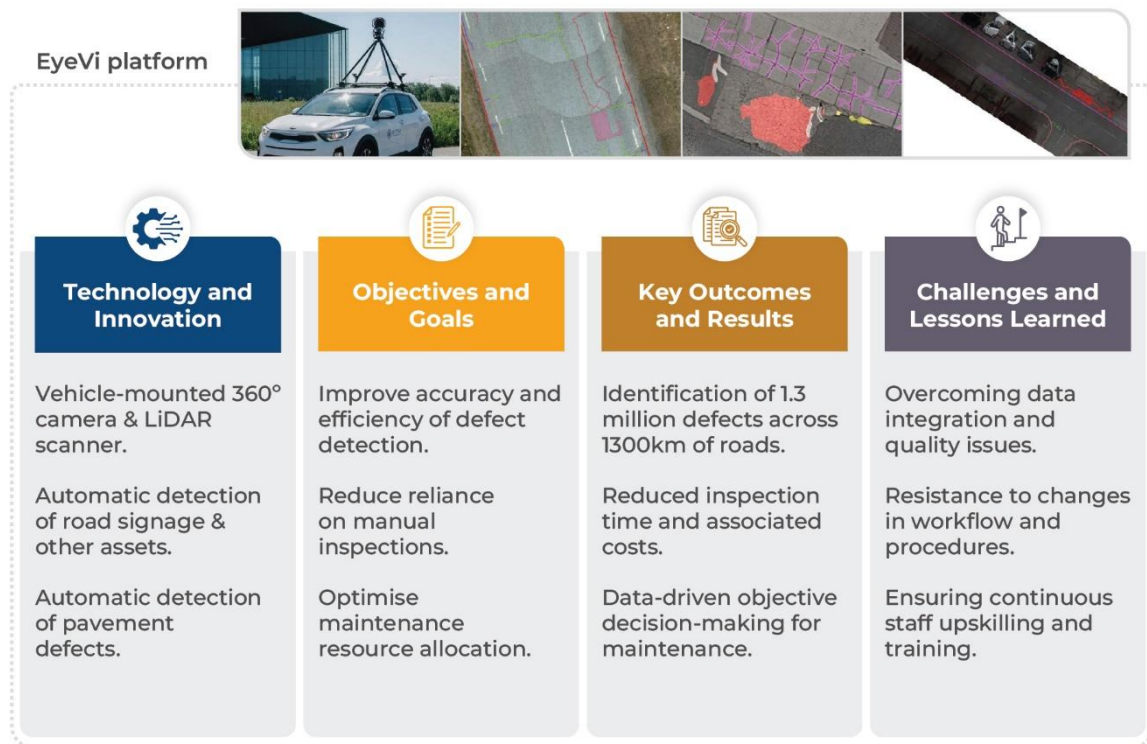 EyeVi platform
Technology and
Innovation
Vehicle-mounted 360º
camera & LiDAR
scanner.
Automatic detection
of road signage &
other assets.
Automatic detection
of pavement
defects.
Objectives and
Goals
Improve accuracy and
efficiency of defect
detection.
Reduce reliance
on manual
inspections.
Optimise
maintenance
resource allocation.
Key Outcomes
and Results
Identification of 1.3
million defects across
1300km of roads.
Reduced inspection
time and associated
costs.
Data-driven objective
decision-making for
maintenance.
Challenges and
Lessons Learned
Overcoming data
integration and
quality issues.
Resistance to changes
in workflow and
procedures.
Ensuring continuous
staff upskilling and
training.